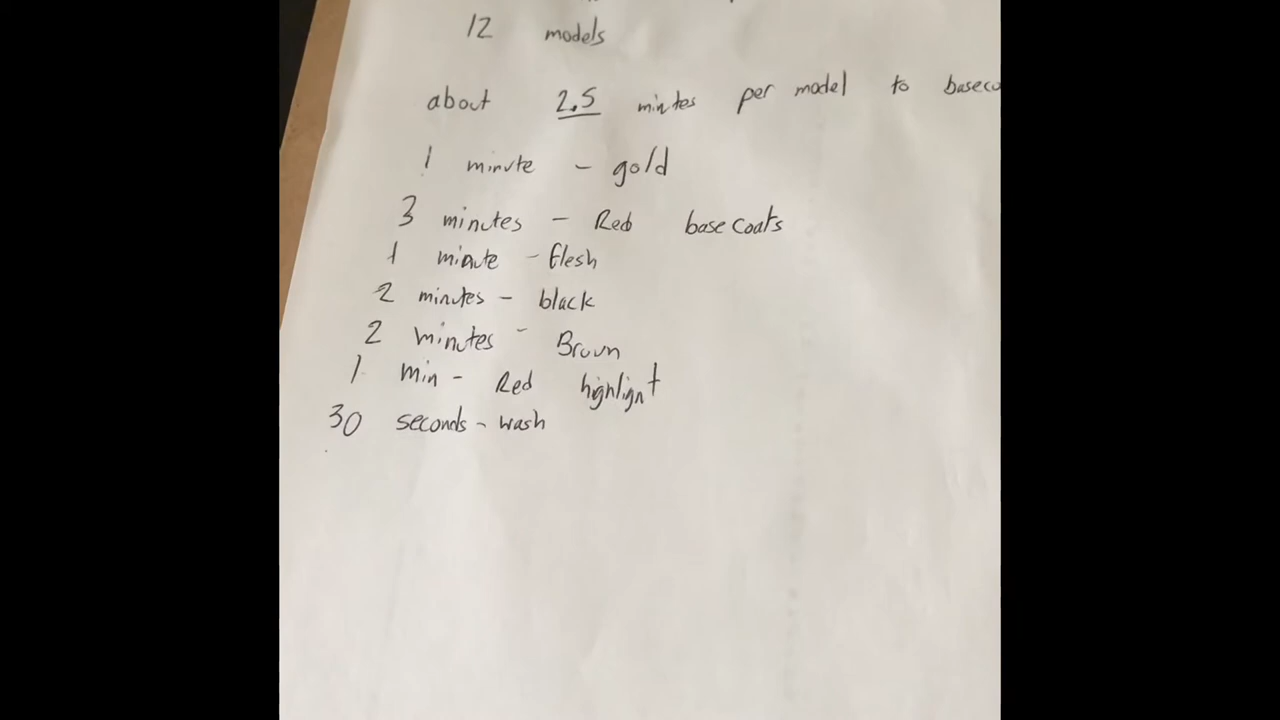 12 models
about 2.5 mintes per model to baseco
1 minute - gold
3 minutes - Red base coats
1 miaute - flesh
2 minutes - black
2 minutes - Brown
1 min - Red highlight
30 seconds - wash